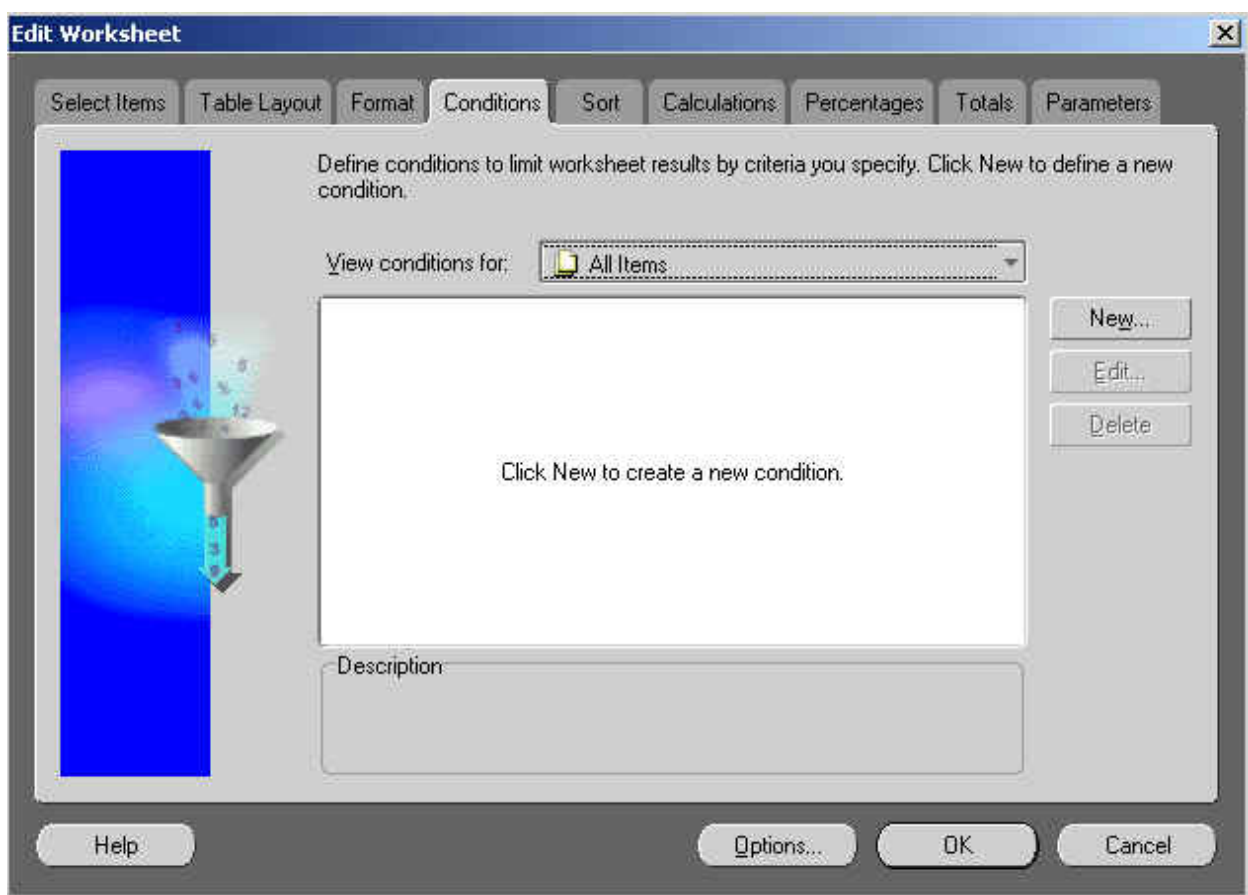 Edit Worksheet
Select Items Table Layout Format Conditions Sort Calculations Percentages Totals Parameters
Define conditions to limit worksheet results by criteria you specify. Click New to define a new
condition.
View conditions for: All Items
New...
Edit...
Delete
12
Click New to create a new condition.
3
Description
Help Options... OK Cancel